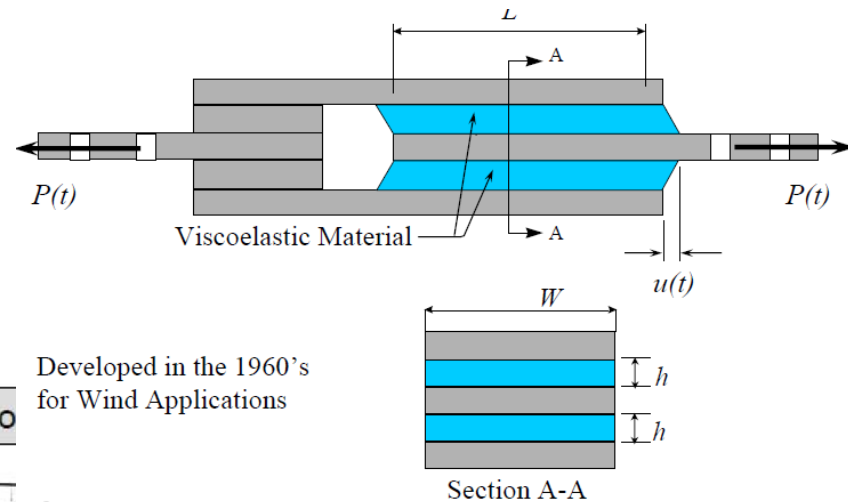 L
A
P(t)
P(t)
Viscoelastic Material
A
u(t)
W
Developed in the 1960’s
for Wind Applications
h
h
Section A-A